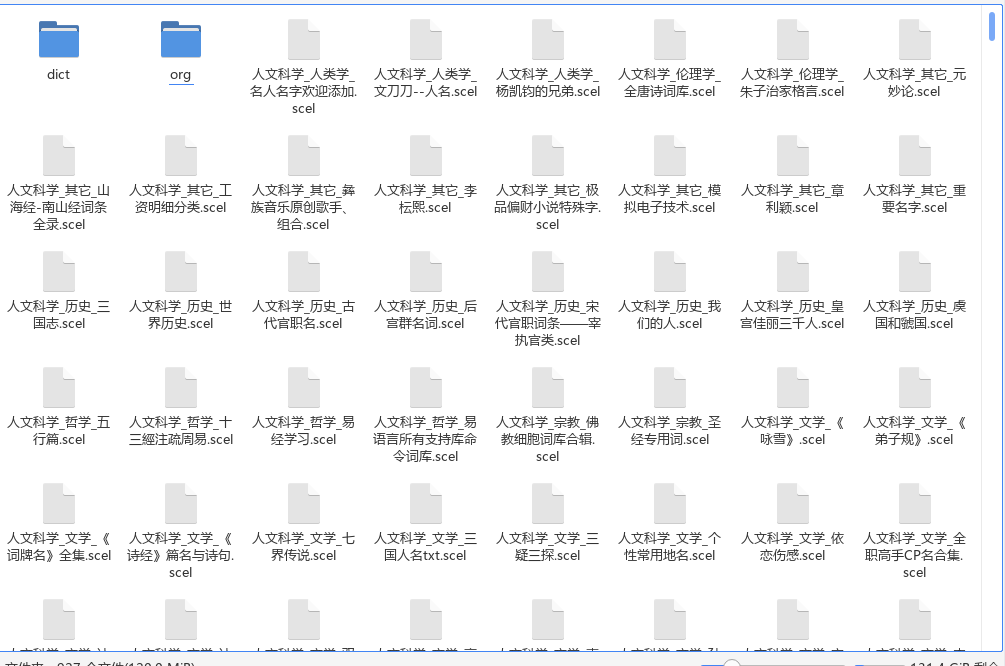 dict
org
人文科学_人类学_
名人名字欢迎添加.
scel
人文科学_人类学_
文刀刀--人名.scel
人文科学_人类学_
杨凯钧的兄弟.scel
人文科学_伦理学_
全唐诗词库.scel
人文科学_伦理学_
朱子治家格言.scel
人文科学_其它_元
妙论.scel
人文科学_其它_山
海经-南山经词条
全录.scel
人文科学_其它_工
资明细分类.scel
人文科学_其它_彝
族音乐原创歌手、
组合.scel
人文科学_其它_李
枟熙.scel
人文科学_其它_极
品偏财小说特殊字.
scel
人文科学_其它_模
拟电子技术.scel
人文科学_其它_章
利颖.scel
人文科学_其它_重
要名字.scel
人文科学_历史_三
国志.scel
人文科学_历史_世
界历史.scel
人文科学_历史_古
代官职名.scel
人文科学_历史_后
宫群名词.scel
人文科学_历史_宋
代官职词条——宰
执官类.scel
人文科学_历史_我
们的人.scel
人文科学_历史_皇
宫佳丽三千人.scel
人文科学_历史_虞
国和虢国.scel
人文科学_哲学_五
行篇.scel
人文科学_哲学_十
三經注疏周易.scel
人文科学_哲学_易
经学习.scel
人文科学_哲学_易
语言所有支持库命
令词库.scel
人文科学_宗教_佛
教细胞词库合辑.
scel
人文科学_宗教_圣
经专用词.scel
人文科学_文学_《
咏雪》.scel
人文科学_文学_《
弟子规》.scel
人文科学_文学_《
词牌名》全集.scel
人文科学_文学_《
诗经》篇名与诗句.
scel
人文科学_文学_七
界传说.scel
人文科学_文学_三
国人名txt.scel
人文科学_文学_三
疑三探.scel
人文科学_文学_个
性常用地名.scel
人文科学_文学_依
恋伤感.scel
人文科学_文学_全
职高手CP名合集.
scel